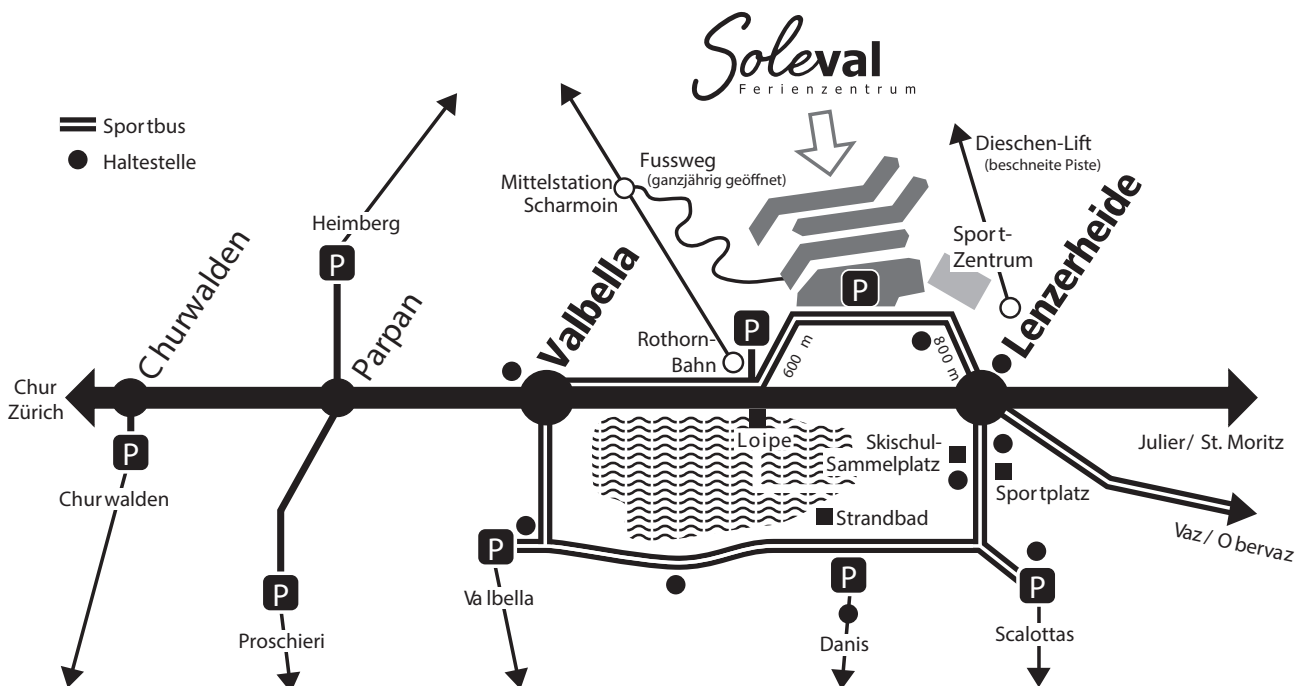 Soleval
Ferienzentrum
Sportbus
Haltestelle
Heimberg
P
Churwalden
Parpan
Mittelstation
Scharmoin
Fussweg
(ganzjährig geöffnet)
Dieschen-Lift
(beschneite Piste)
Sport-
Zentrum
Valbella
Lenzerheide
P
P
Rothorn-
Bahn
600 m
800 m
Chur
Zürich
Julier/ St. Moritz
P
Churwalden
Loipe
Skischul-
Sammelplatz
Sportplatz
Strandbad
Vaz/ Obervaz
P
Proschieri
P
Valbella
P
Danis
P
Scalottas